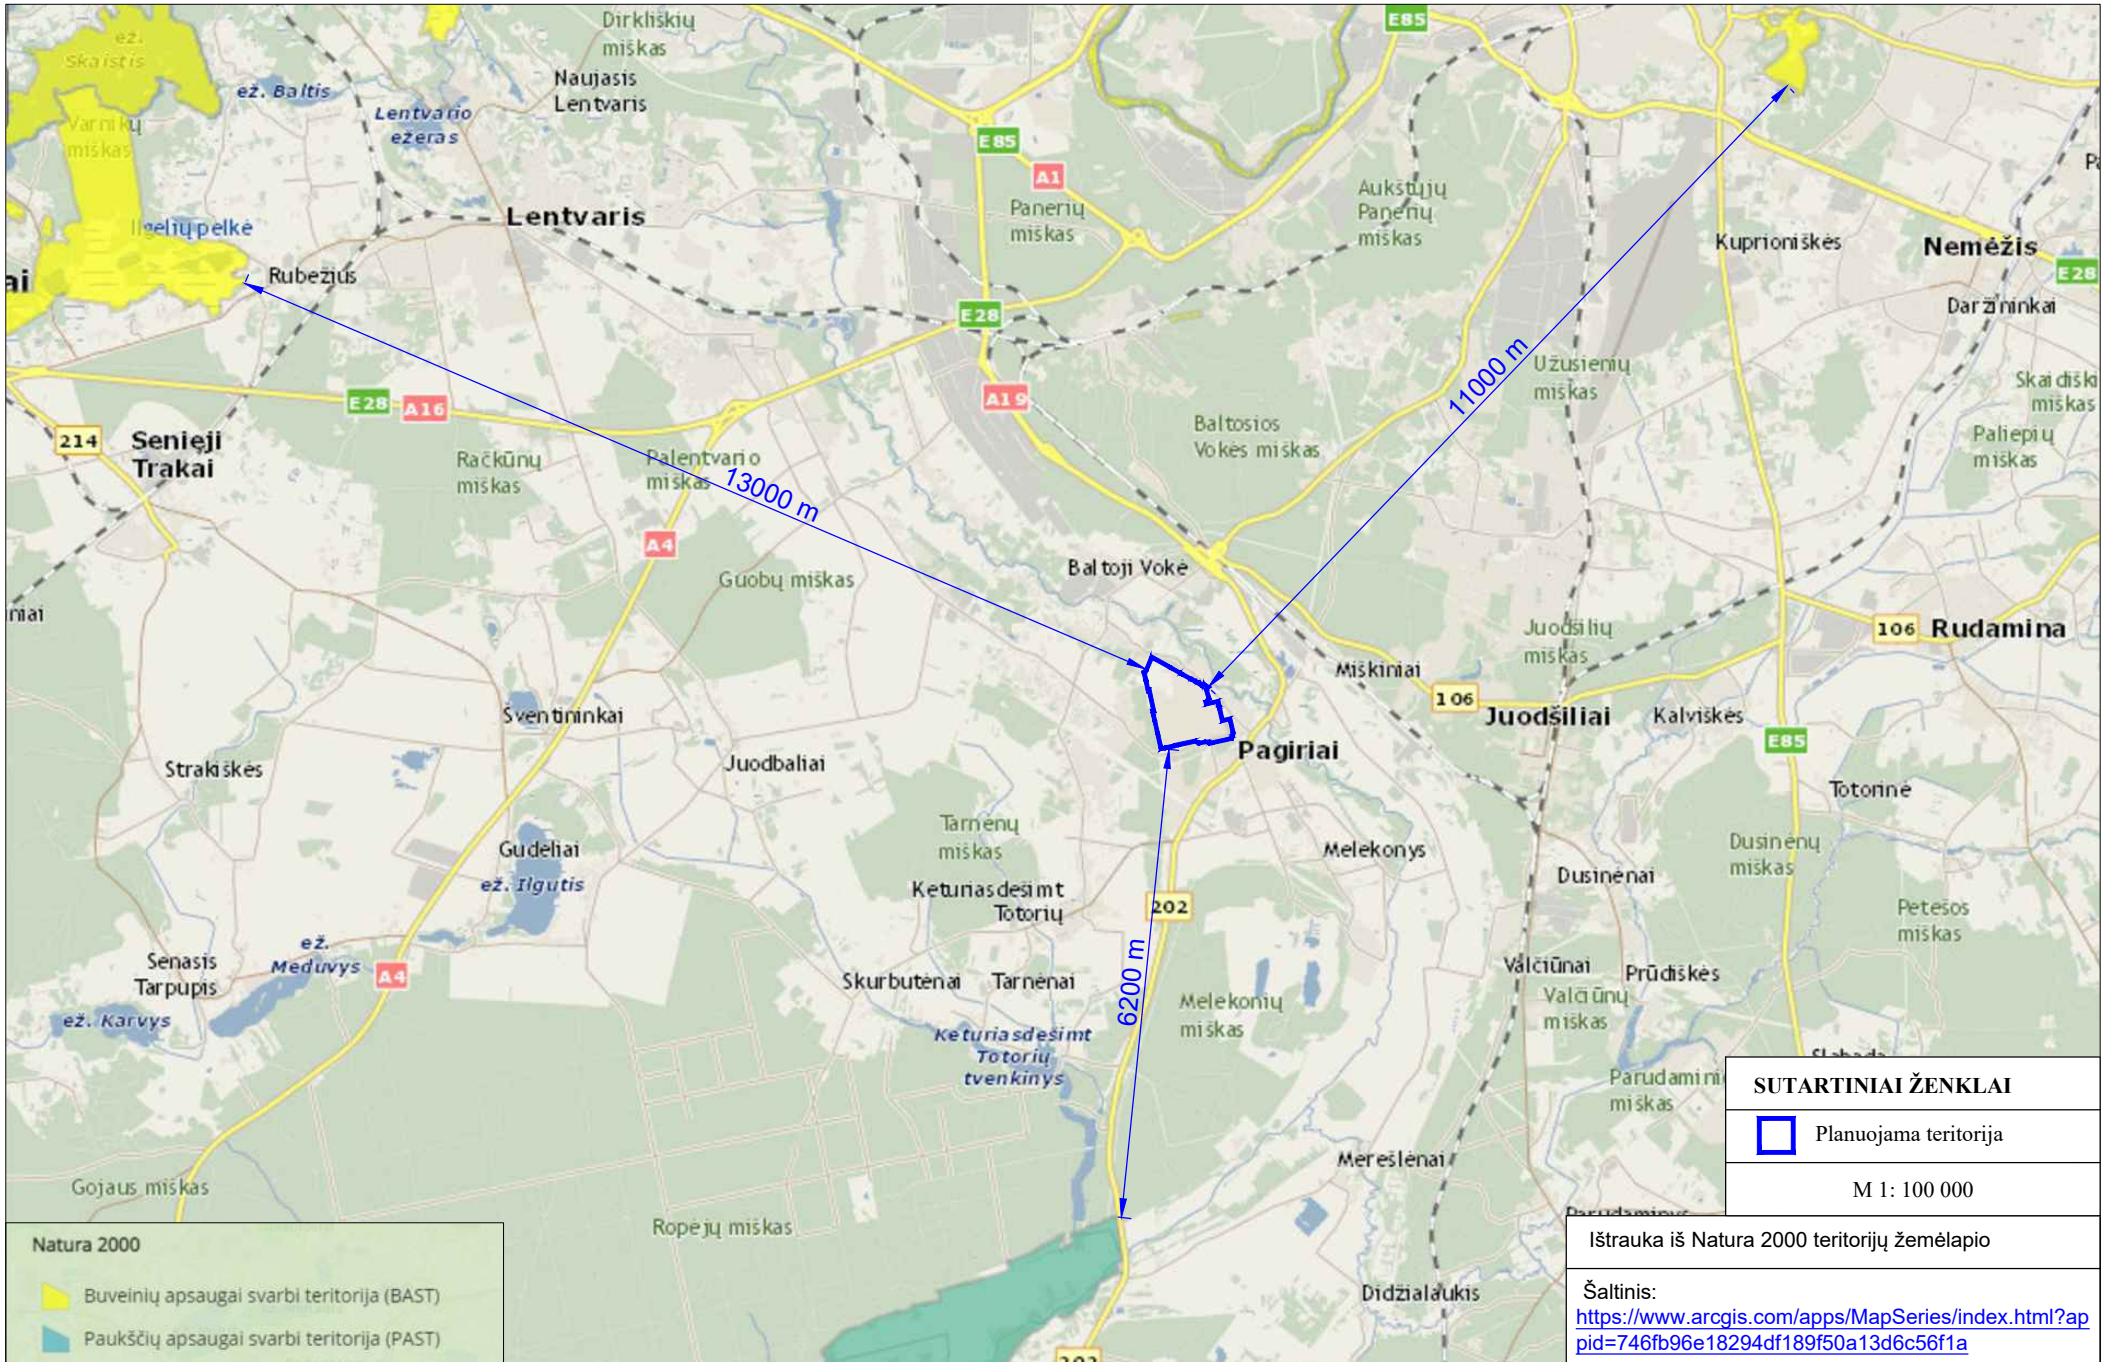 Dirkliškių
miškas
E85
ež.
Skaistis
ež. Baltis
Naujasis
Lentvaris
Lentvario
ežeras
Varnikų
miškas
E85
A1
Panerių
miškas
Aukštųjų
Panerių
miškas
Lentvaris
Ilgelių pelkė
Kuprioniškės
Nemėžis
E28
ai
Rubežius
Daržininkai
E28
11000 m
Užusienių
miškas
Skaidiški
miškas
E28
A16
A19
214
Senieji
Trakai
Baltosios
Vokės miškas
Paliepių
miškas
Račkūnų
miškas
Palentvario
miškas
13000 m
A4
Guobų miškas
Baltoji Vokė
niai
Juodšilių
miškas
106
Rudamina
Miškiniai
106
Juodšiliai
Kalviškės
Šventininkai
E85
Pagiriai
Strakiškės
Juodbaliai
Totorinė
Tarnėnų
miškas
Dusinėnų
miškas
Gudeliai
Melekonys
ež. Ilgutis
Keturiasdešimt
Totorių
202
Dusinėnai
Petešos
miškas
ež.
Meduvys
Senasis
Tarpupis
A4
Skurbutėnai
Tarnėnai
6200 m
Melekonių
miškas
Valčiūnai
Prūdiškės
Valčiūnų
miškas
ež. Karvys
Keturiasdešimt
Totorių
tvenkinys
Parudamini
miškas
SUTARTINIAI ŽENKLAI
Planuojama teritorija
M 1: 100 000
Merešlėnai
Gojaus miškas
Ropėjų miškas
Parudaminys
Ištrauka iš Natura 2000 teritorijų žemėlapio
Natura 2000
Buveinių apsaugai svarbi teritorija (BAST)
Paukščių apsaugai svarbi teritorija (PAST)
Didžialaukis
Šaltinis:
https://www.arcgis.com/apps/MapSeries/index.html?ap
pid=746fb96e18294df189f50a13d6c56f1a